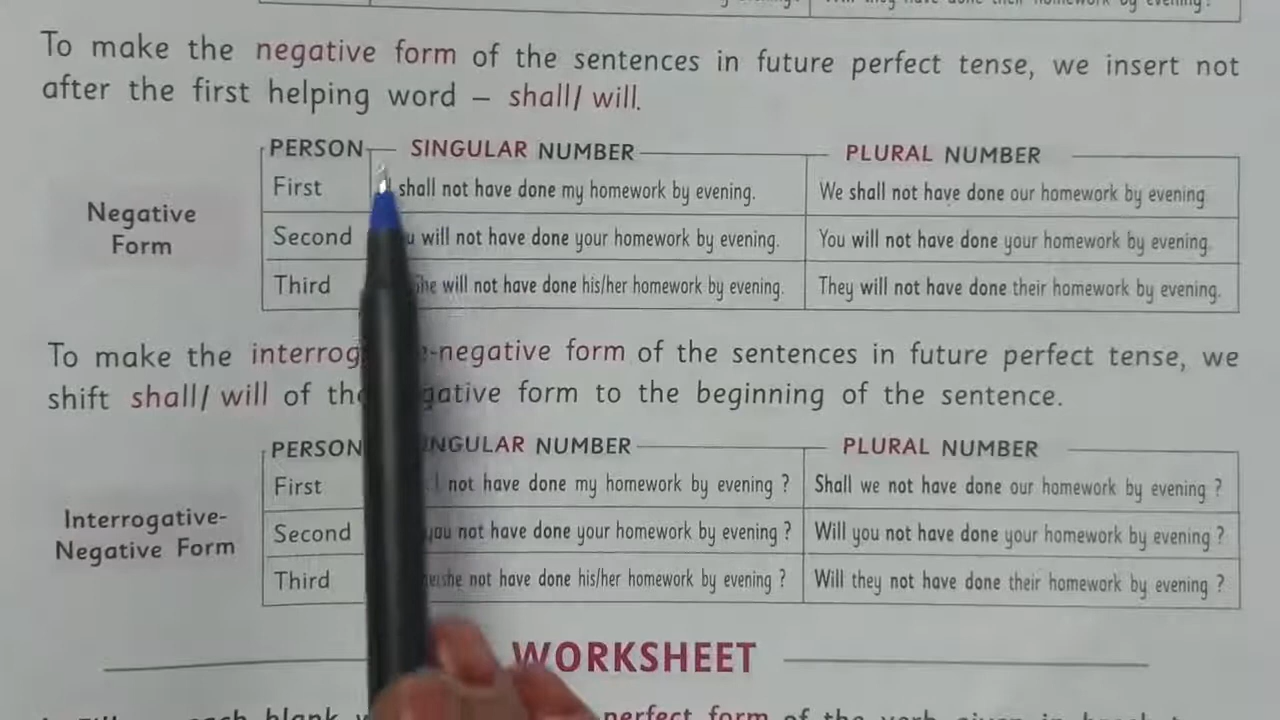 To make the negative form of the sentences in future perfect tense, we insert not
after the first helping word – shall/ will.
PERSON SINGULAR NUMBER PLURAL NUMBER
Negative Form
First shall not have done my homework by evening. We shall not have done our homework by evening.
Second will not have done your homework by evening. You will not have done your homework by evening.
Third will not have done his/her homework by evening. They will not have done their homework by evening.
To make the -negative form of the sentences in future perfect tense, we
shift shall/ will of form to the beginning of the sentence.
PERSON NUMBER PLURAL NUMBER
Interrogative-
Negative Form
First I not have done my homework by evening ? Shall we not have done our homework by evening ?
Second you not have done your homework by evening ? Will you not have done your homework by evening ?
Third not have done his/her homework by evening ? Will they not have done their homework by evening ?
WORKSHEET
perfect form of the verb given in